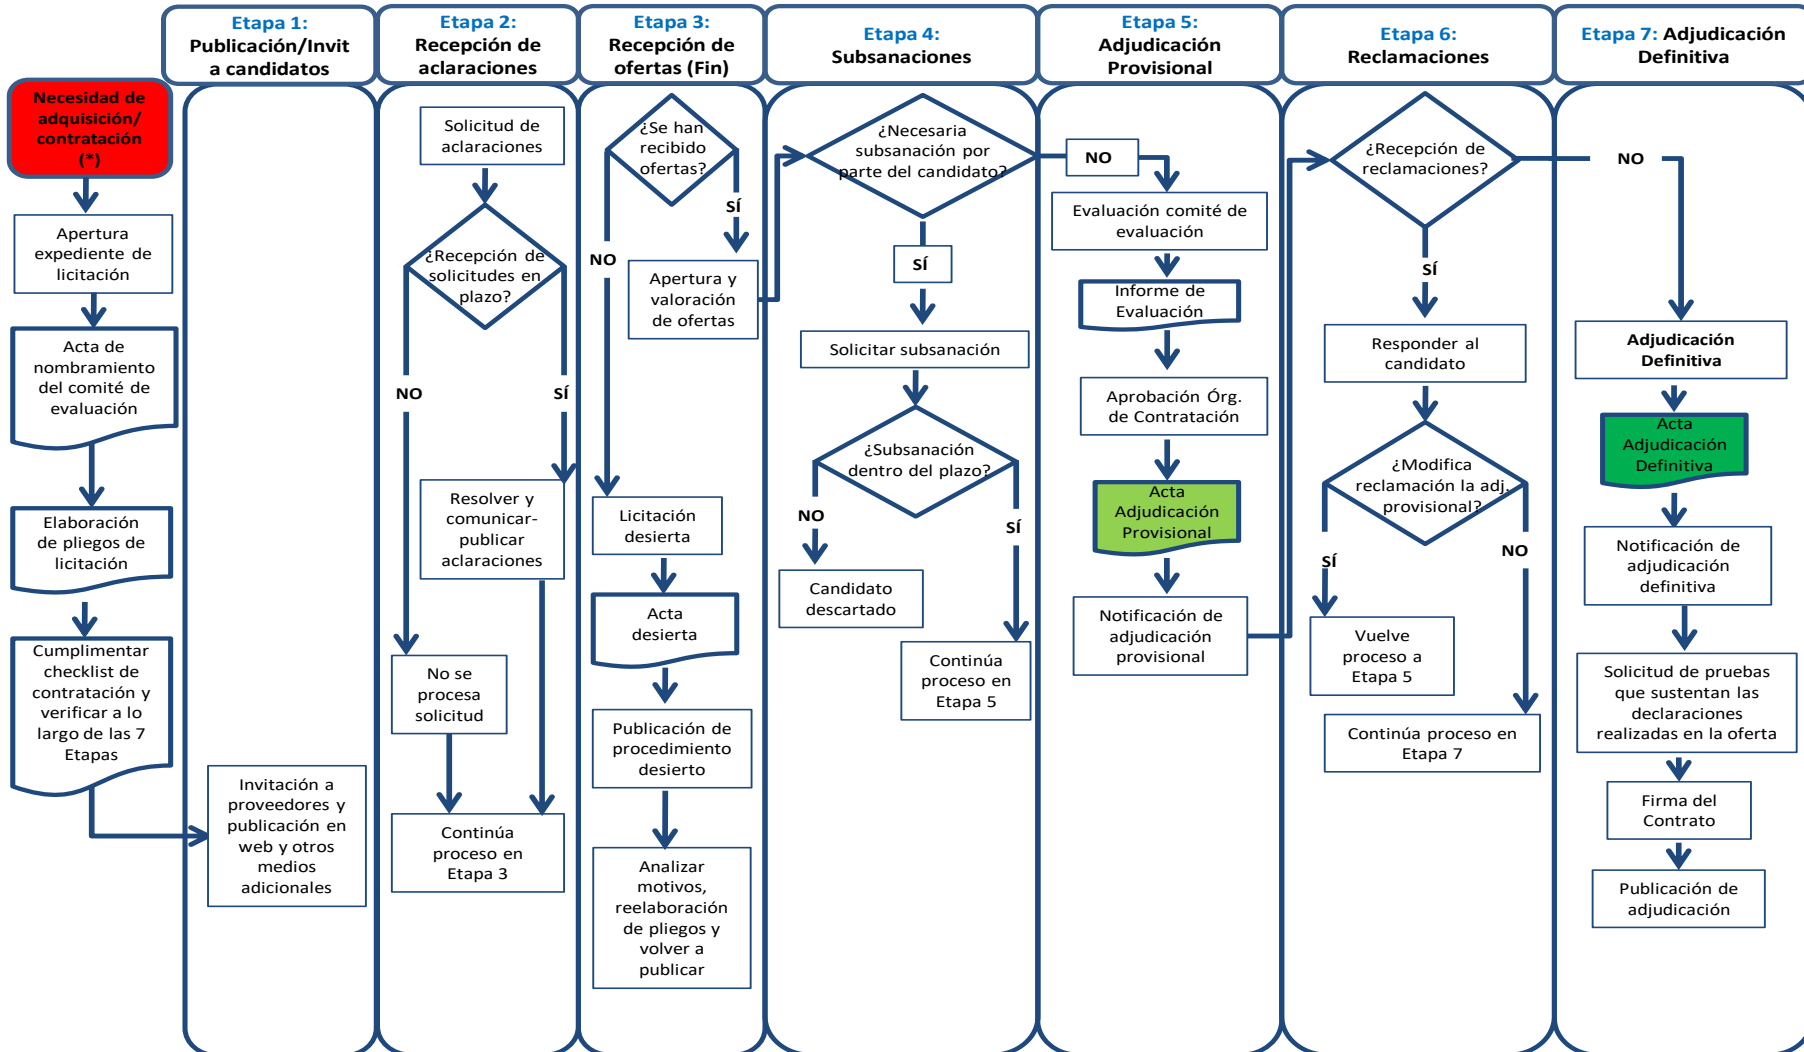 Etapa 1:
Publicación/Invit
a candidatos
Etapa 2:
Recepción de
aclaraciones
Etapa 3:
Recepción de
ofertas (Fin)
Etapa 4:
Subsanaciones
Etapa 5:
Adjudicación
Provisional
Etapa 6:
Reclamaciones
Etapa 7: Adjudicación
Definitiva
Necesidad de
adquisición/
contratación
(*)
Apertura
expediente de
licitación
Acta de
nombramiento
del comité de
evaluación
Elaboración
de pliegos de
licitación
Cumplimentar
checklist de
contratación y
verificar a lo
largo de las 7
Etapas
Invitación a
proveedores y
publicación en
web y otros
medios
adicionales
Solicitud de
aclaraciones
¿Recepción de
solicitudes en
plazo?
NO
SÍ
Resolver y
comunicar-
publicar
aclaraciones
No se
procesa
solicitud
Continúa
proceso en
Etapa 3
¿Se han
recibido
ofertas?
SÍ
NO
Apertura y
valoración
de ofertas
Licitación
desierta
Acta
desierta
Publicación de
procedimiento
desierto
Analizar
motivos,
reelaboración
de pliegos y
volver a
publicar
¿Necesaria
subsanación por
parte del candidato?
SÍ
Solicitar subsanación
¿Subsanación
dentro del plazo?
NO
SÍ
Candidato
descartado
Continúa
proceso en
Etapa 5
NO
Evaluación comité de
evaluación
Informe de
Evaluación
Aprobación Órg.
de Contratación
Acta
Adjudicación
Provisional
Notificación de
adjudicación
provisional
¿Recepción de
reclamaciones?
SÍ
Responder al
candidato
¿Modifica
reclamación la adj.
provisional?
SÍ
NO
Vuelve
proceso a
Etapa 5
Continúa proceso en
Etapa 7
NO
Adjudicación
Definitiva
Acta
Adjudicación
Definitiva
Notificación de
adjudicación
definitiva
Solicitud de pruebas
que sustentan las
declaraciones
realizadas en la oferta
Firma del
Contrato
Publicación de
adjudicación